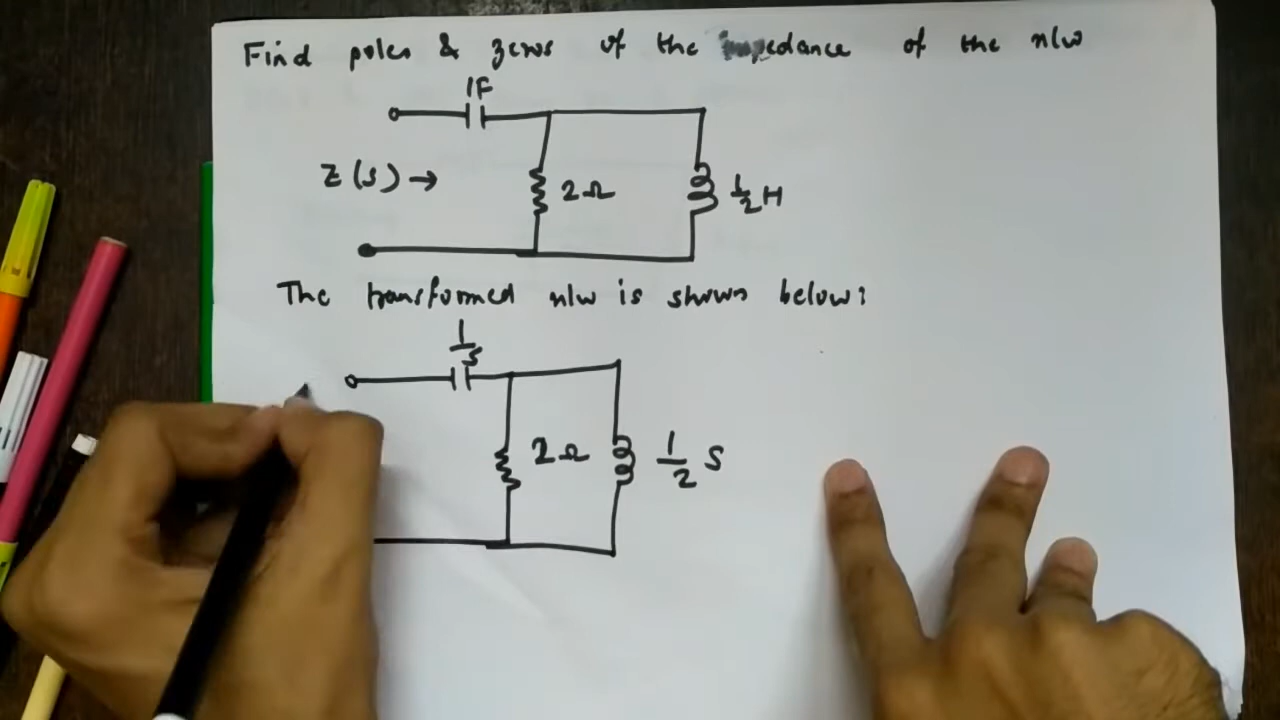 Find poles & zeros of the impedance of the n/w
1F
Z(s) →
2Ω
1/2 H
The transformed n/w is shown below:
1/s
2Ω
1/2 s